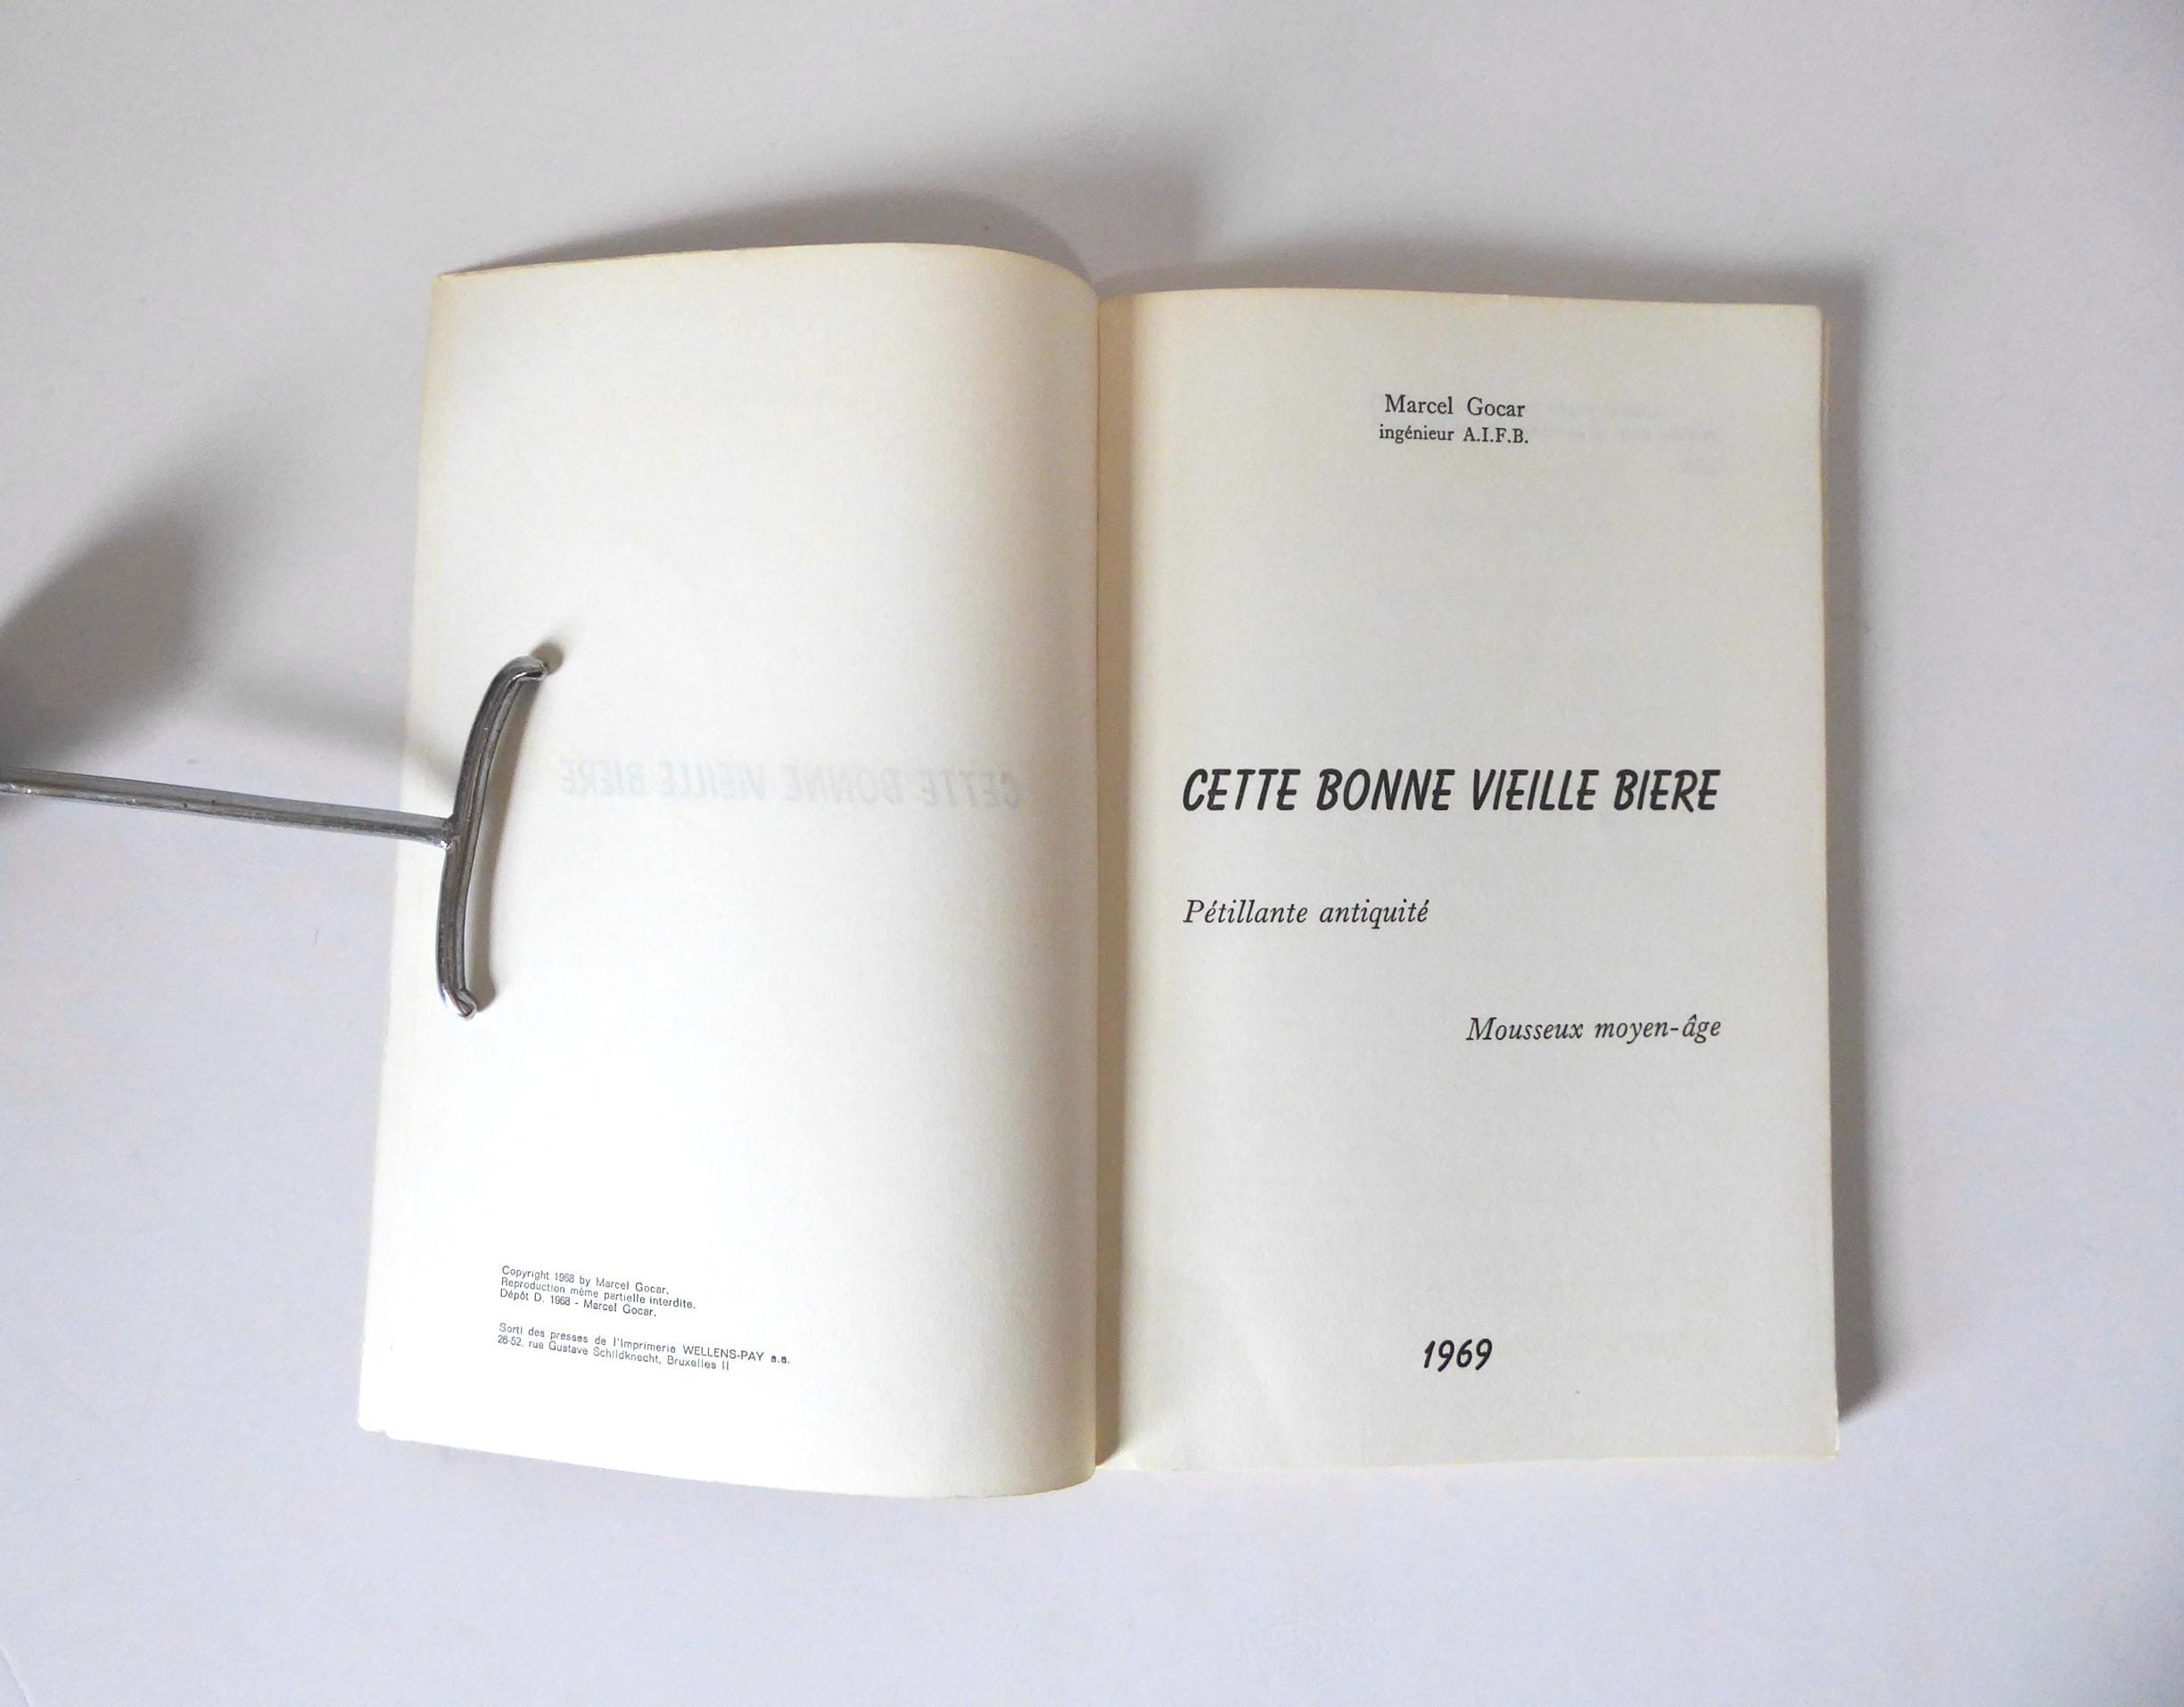 Copyright 1968 by Marcel Gocar.
Reproduction même partielle interdite.
Dépôt D. 1968 - Marcel Gocar.
Sorti des presses de l'Imprimerie WELLENS-PAY s.a.
26-52, rue Gustave Schildknecht, Bruxelles II
Marcel Gocar
ingénieur A.I.F.B.
CETTE BONNE VIEILLE BIERE
Pétillante antiquité
Mousseux moyen-âge
1969